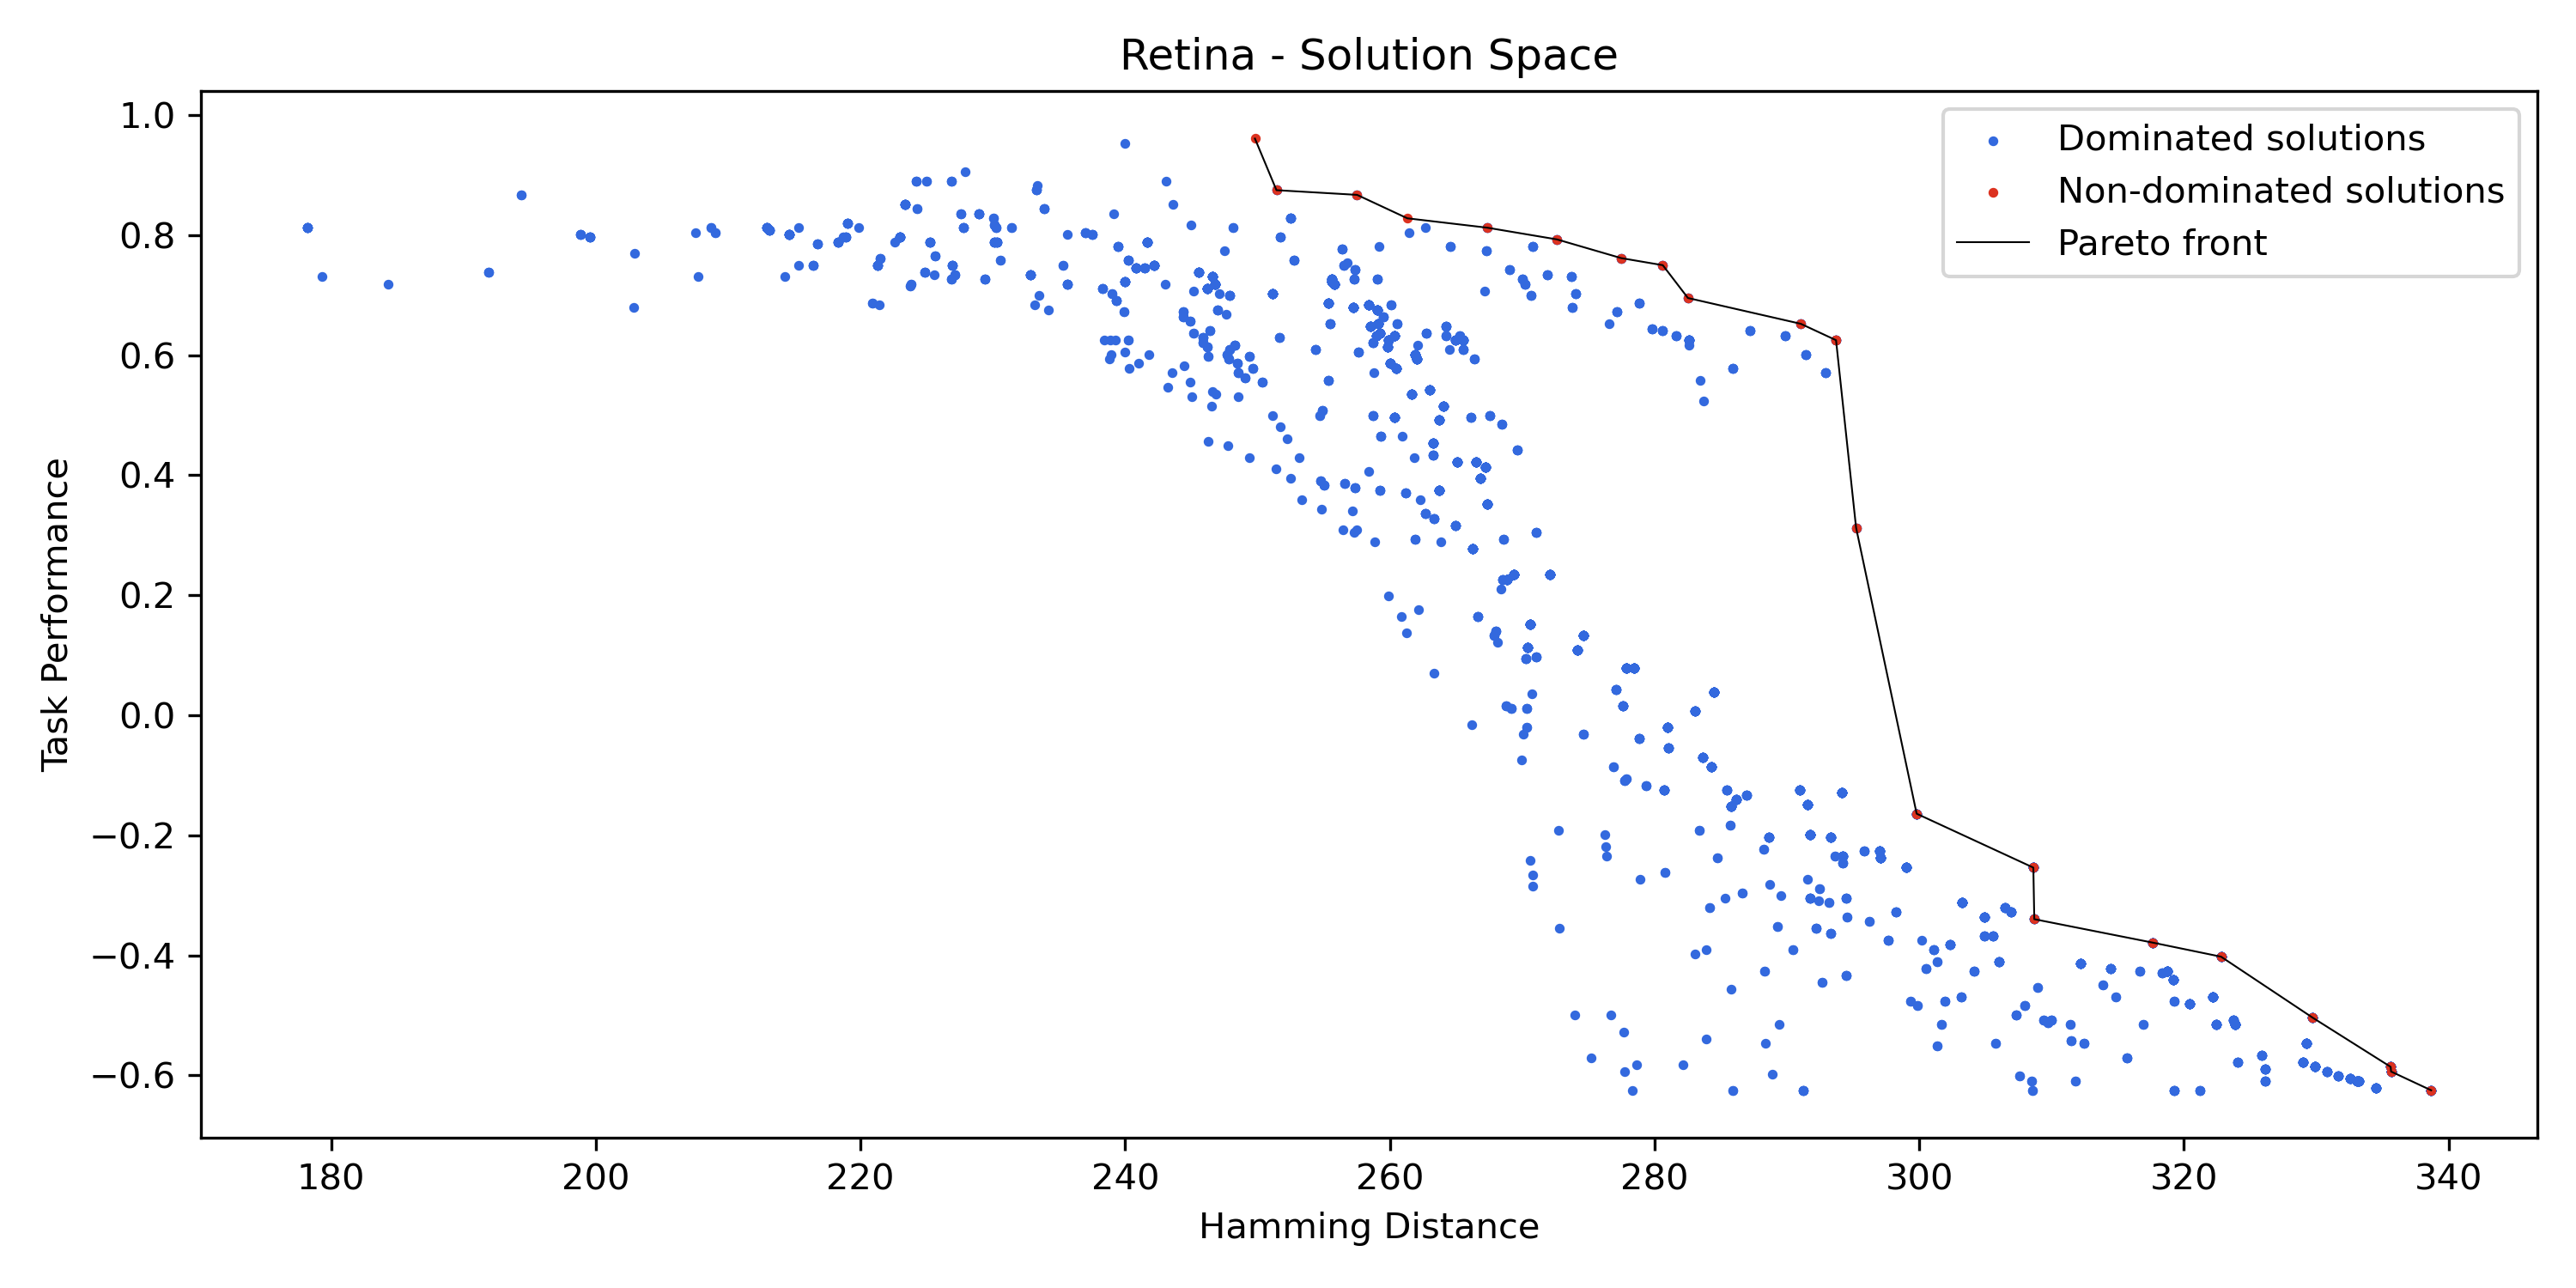 Retina - Solution Space
1.0
0.8
0.6
0.4
0.2
0.0
−0.2
−0.4
−0.6
Task Performance
Dominated solutions
Non-dominated solutions
Pareto front
180 200 220 240 260 280 300 320 340
Hamming Distance